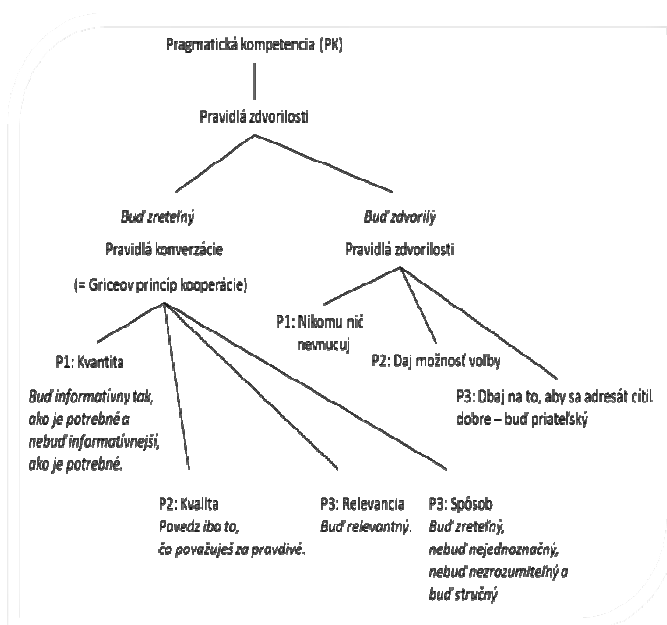 Pragmatická kompetencia (PK)
Pravidlá zdvorilosti
Buď zreteľný
Buď zdvorilý
Pravidlá konverzácie
Pravidlá zdvorilosti
(= Griceov princíp kooperácie)
P1: Nikomu nič
nevnucuj
P1: Kvantita
P2: Daj možnosť voľby
Buď informatívny tak,
ako je potrebné a
nebuď informatívnejší,
ako je potrebné.
P3: Dbaj na to, aby sa adresát cítil
dobre – buď priateľský
P2: Kvalita
Povedz iba to,
čo považuješ za pravdivé.
P3: Relevancia
Buď relevantný.
P3: Spôsob
Buď zreteľný,
nebuď nejednoznačný,
nebuď nezrozumiteľný a
buď stručný